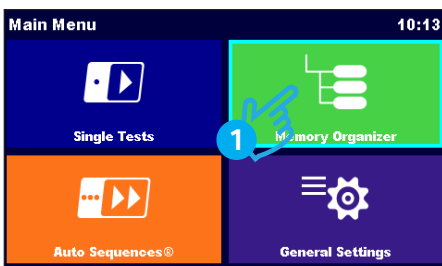 Main Menu 10:13
Single Tests
Memory Organizer
1
Auto Sequences®
General Settings